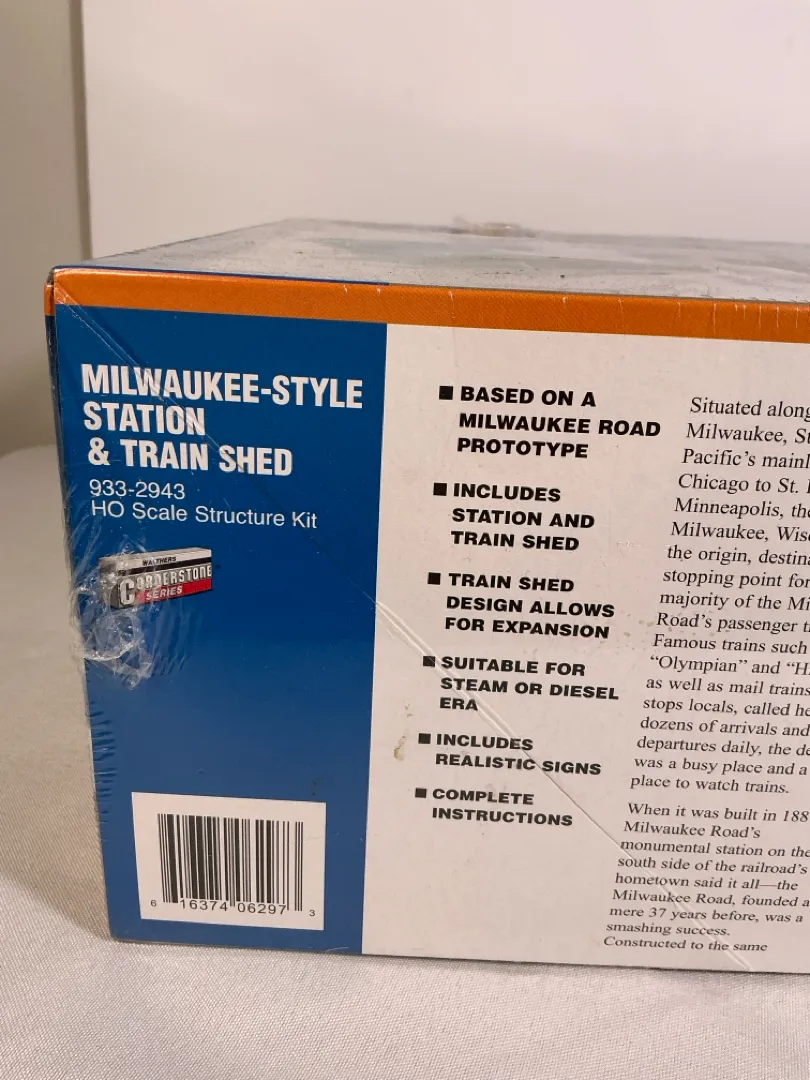 MILWAUKEE-STYLE
STATION
& TRAIN SHED
933-2943
HO Scale Structure Kit
WALTHERS
CORNERSTONE
SERIES
6 16374 06297 3
■ BASED ON A
MILWAUKEE ROAD
PROTOTYPE
■ INCLUDES
STATION AND
TRAIN SHED
■ TRAIN SHED
DESIGN ALLOWS
FOR EXPANSION
■ SUITABLE FOR
STEAM OR DIESEL
ERA
■ INCLUDES
REALISTIC SIGNS
■ COMPLETE
INSTRUCTIONS
Situated along
Milwaukee, St
Pacific's mainl
Chicago to St.
Minneapolis, the
Milwaukee, Wisc
the origin, destina
stopping point for
majority of the Mi
Road's passenger t
Famous trains such
"Olympian" and "Hi
as well as mail trains
stops locals, called he
dozens of arrivals and
departures daily, the de
was a busy place and a
place to watch trains.
When it was built in 188
Milwaukee Road's
monumental station on the
south side of the railroad's
hometown said it all—the
Milwaukee Road, founded a
mere 37 years before, was a
smashing success.
Constructed to the same